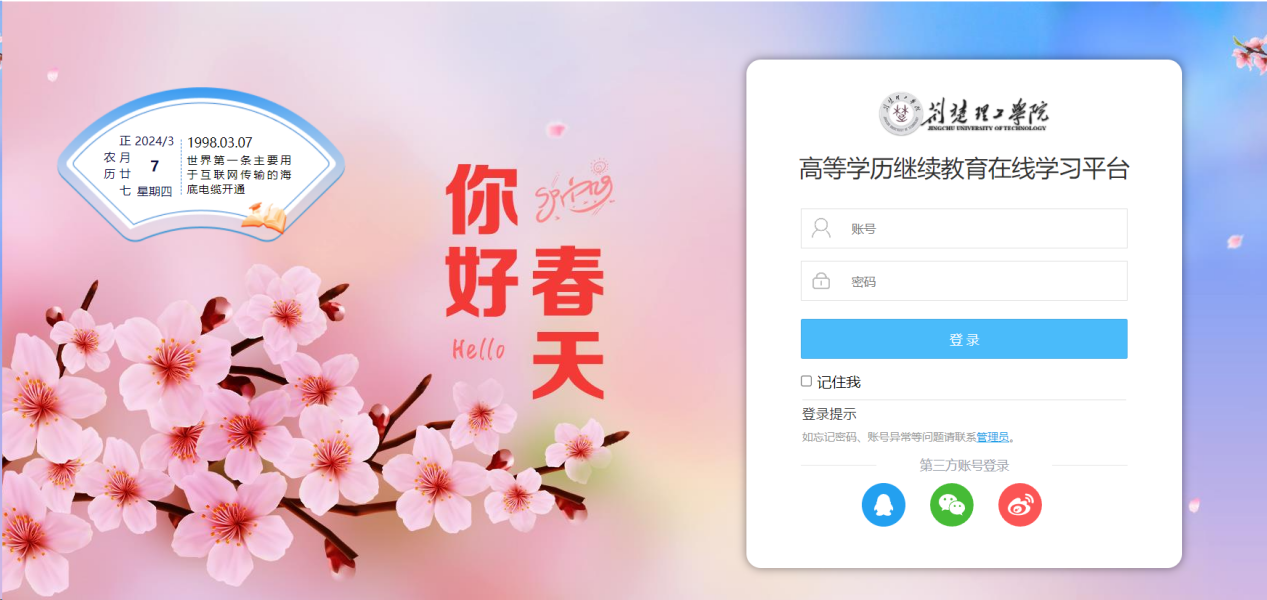 正 2024/3
农 月
历 廿
七
7
星期四
1998.03.07
世界第一条主要用
于互联网传输的海
底电缆开通
你好
Hello
spring
春天
荆楚理工学院
JINGCHU UNIVERSITY OF TECHNOLOGY
高等学历继续教育在线学习平台
账号
密码
登录
记住我
登录提示
如忘记密码、账号异常等问题请联系管理员。
第三方账号登录